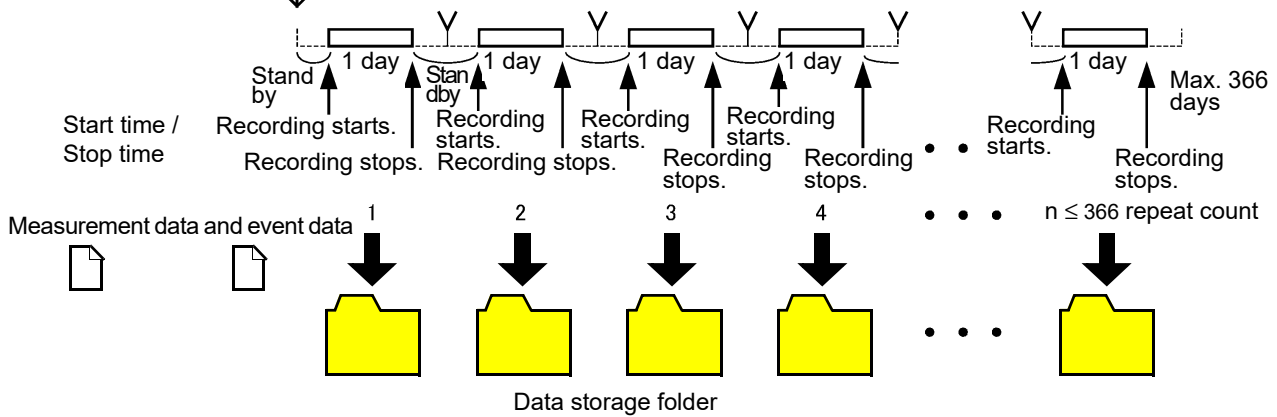 1 day
1 day
1 day
1 day
1 day
Stand
by
Stan
dby
Max. 366
days
Start time /
Stop time
Recording starts.
Recording stops.
Recording
starts.
Recording stops.
Recording
starts.
Recording
stops.
Recording
starts.
Recording
stops.
Recording
starts.
Recording
stops.
Measurement data and event data
1
2
3
4
n ≤ 366 repeat count
Data storage folder